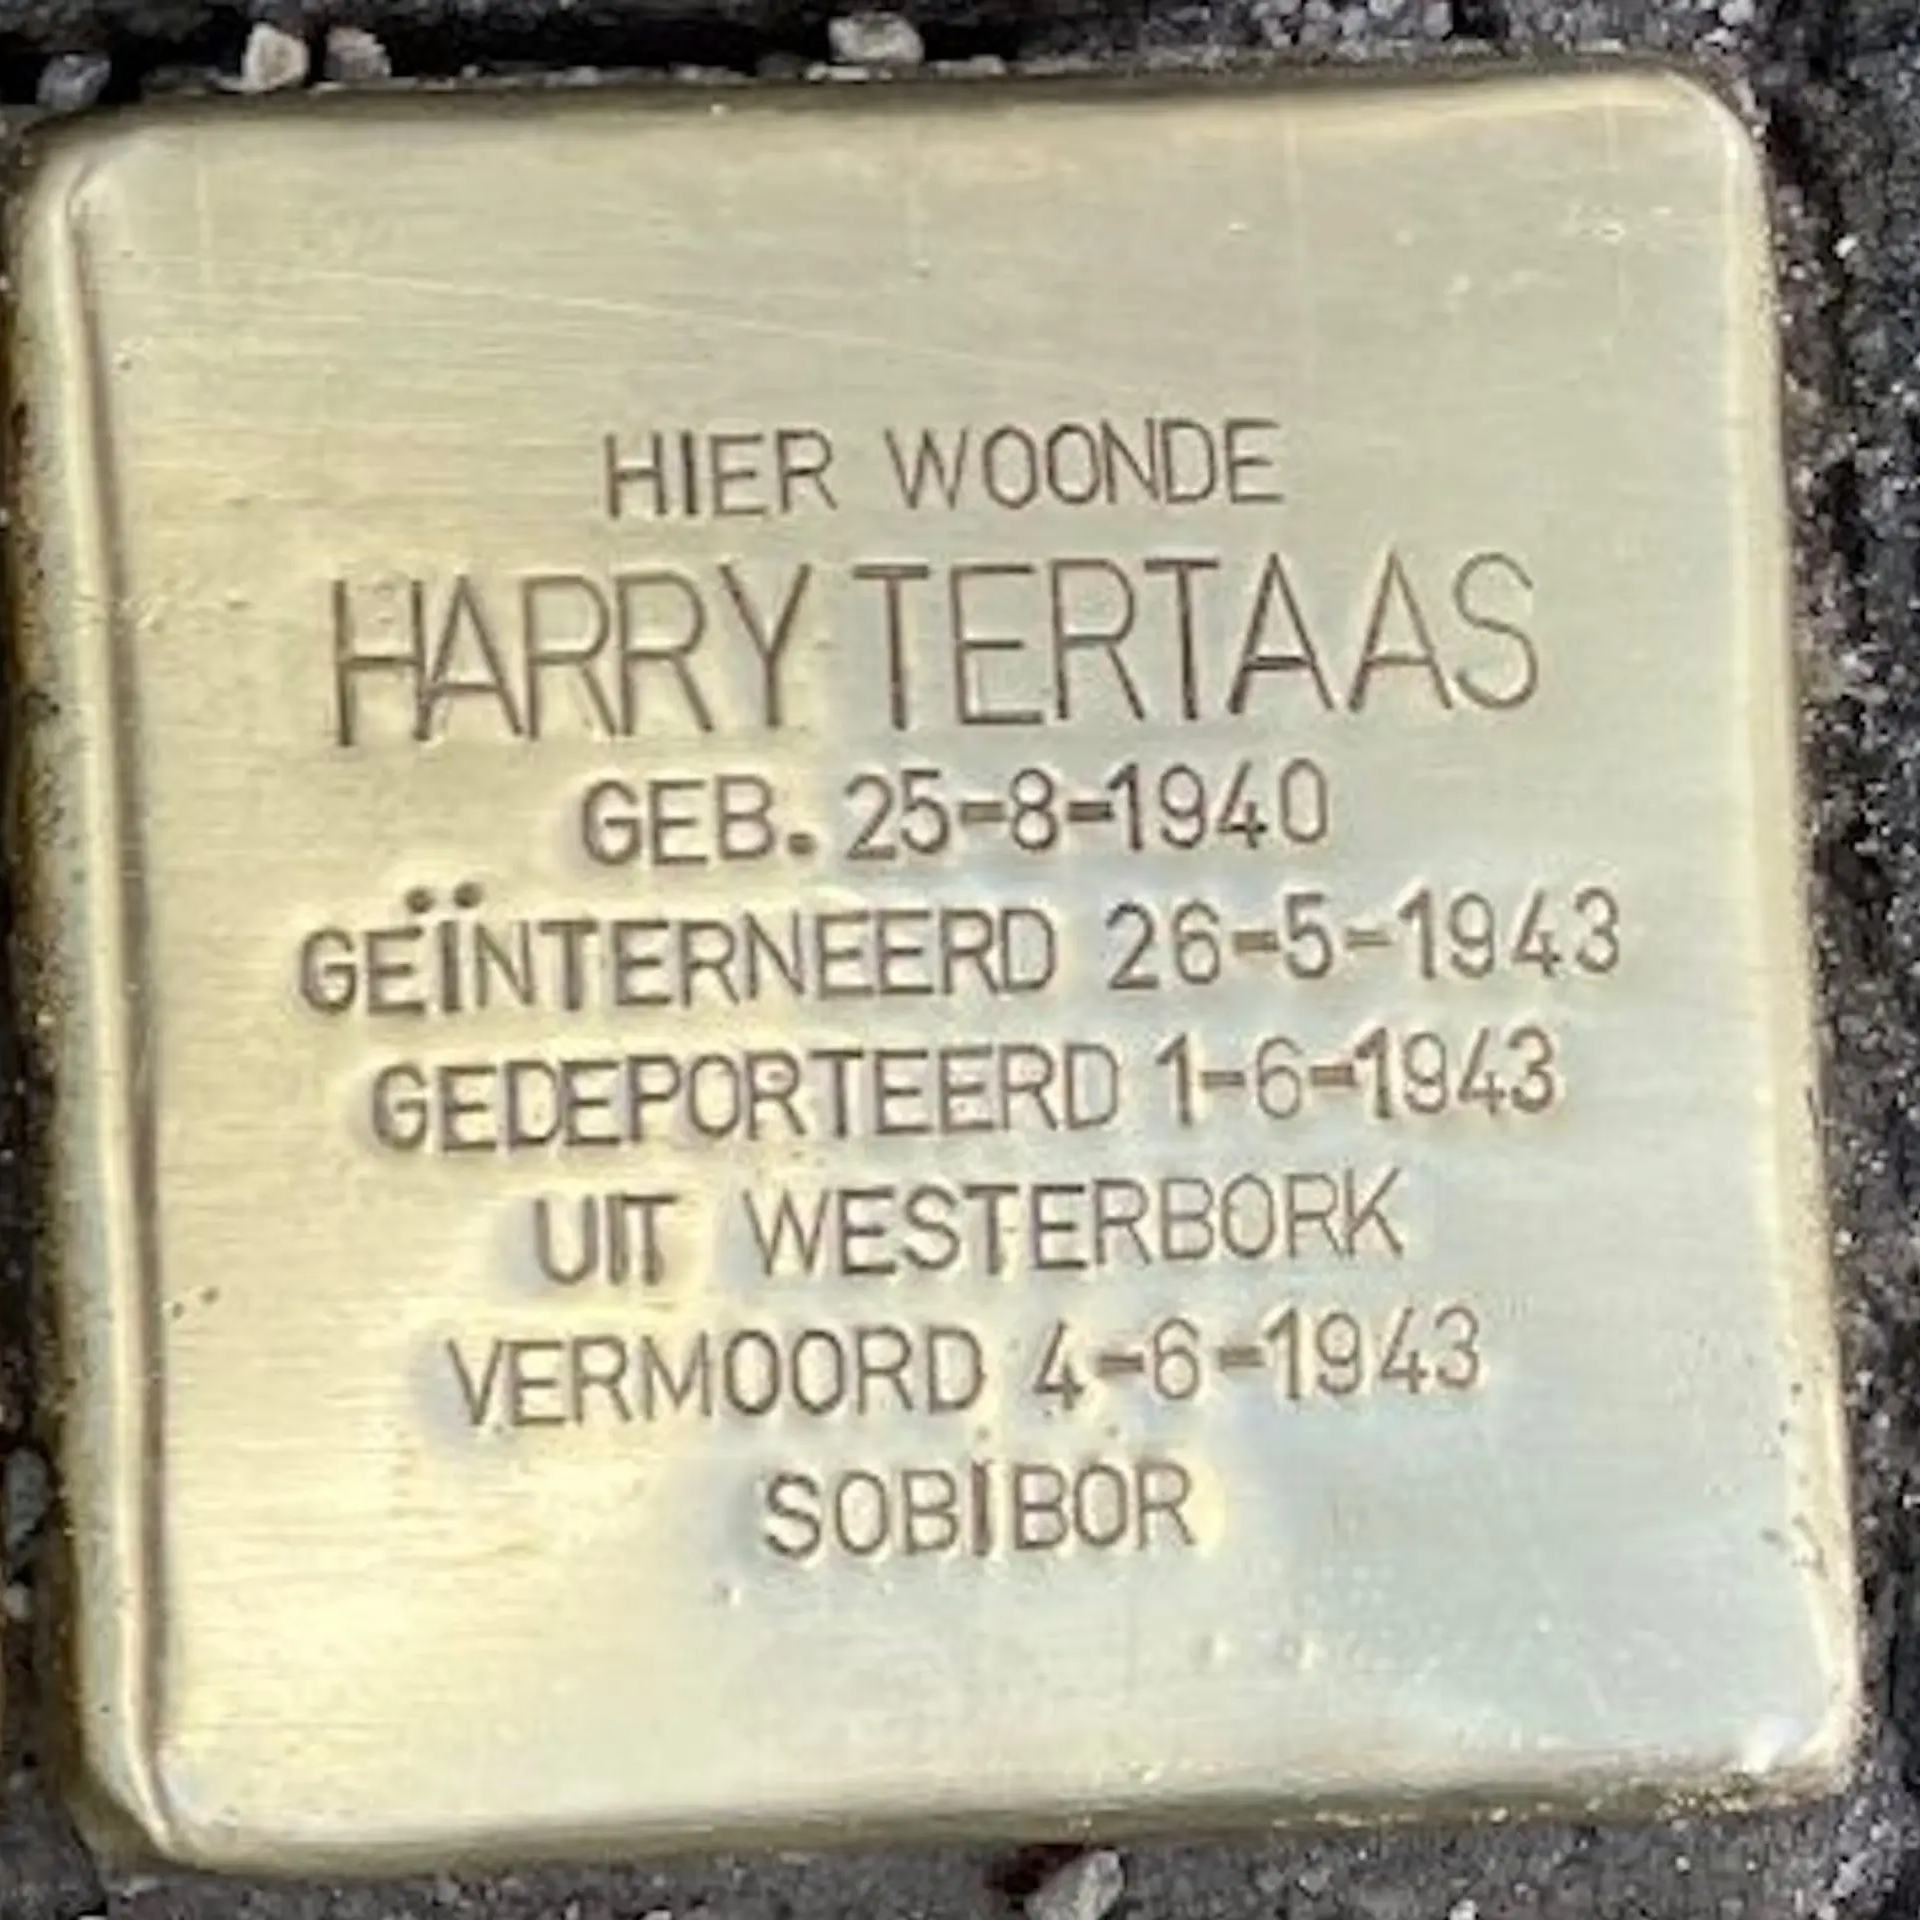 HIER WOONDE
HARRY TERTAAS
GEB. 25-8-1940
GEÏNTERNEERD 26-5-1943
GEDEPORTEERD 1-6-1943
UIT WESTERBORK
VERMOORD 4-6-1943
SOBIBOR